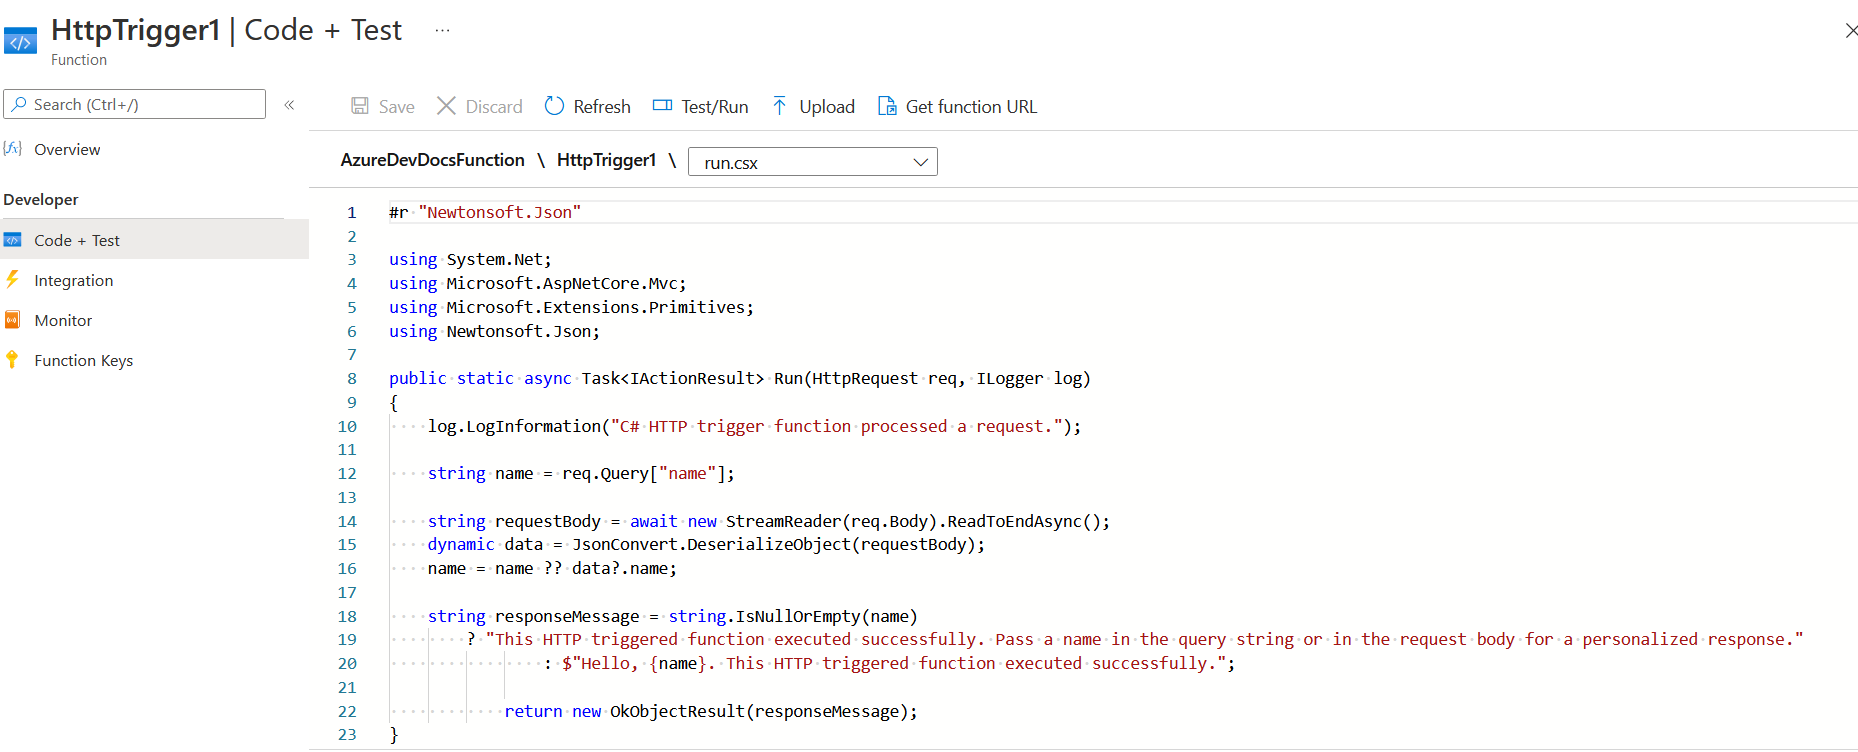 HttpTrigger1 | Code + Test ...
Function
Search (Ctrl+/)
«
Save Discard Refresh Test/Run Upload Get function URL
Overview
Developer
Code + Test
Integration
Monitor
Function Keys
AzureDevDocsFunction \ HttpTrigger1 \ run.csx
1 #r "Newtonsoft.Json"
2
3 using System.Net;
4 using Microsoft.AspNetCore.Mvc;
5 using Microsoft.Extensions.Primitives;
6 using Newtonsoft.Json;
7
8 public static async Task<IActionResult> Run(HttpRequest req, ILogger log)
9 {
10     log.LogInformation("C# HTTP trigger function processed a request.");
11
12     string name = req.Query["name"];
13
14     string requestBody = await new StreamReader(req.Body).ReadToEndAsync();
15     dynamic data = JsonConvert.DeserializeObject(requestBody);
16     name = name ?? data?.name;
17
18     string responseMessage = string.IsNullOrEmpty(name)
19         ? "This HTTP triggered function executed successfully. Pass a name in the query string or in the request body for a personalized response."
20                 : $"Hello, {name}. This HTTP triggered function executed successfully.";
21
22             return new OkObjectResult(responseMessage);
23 }